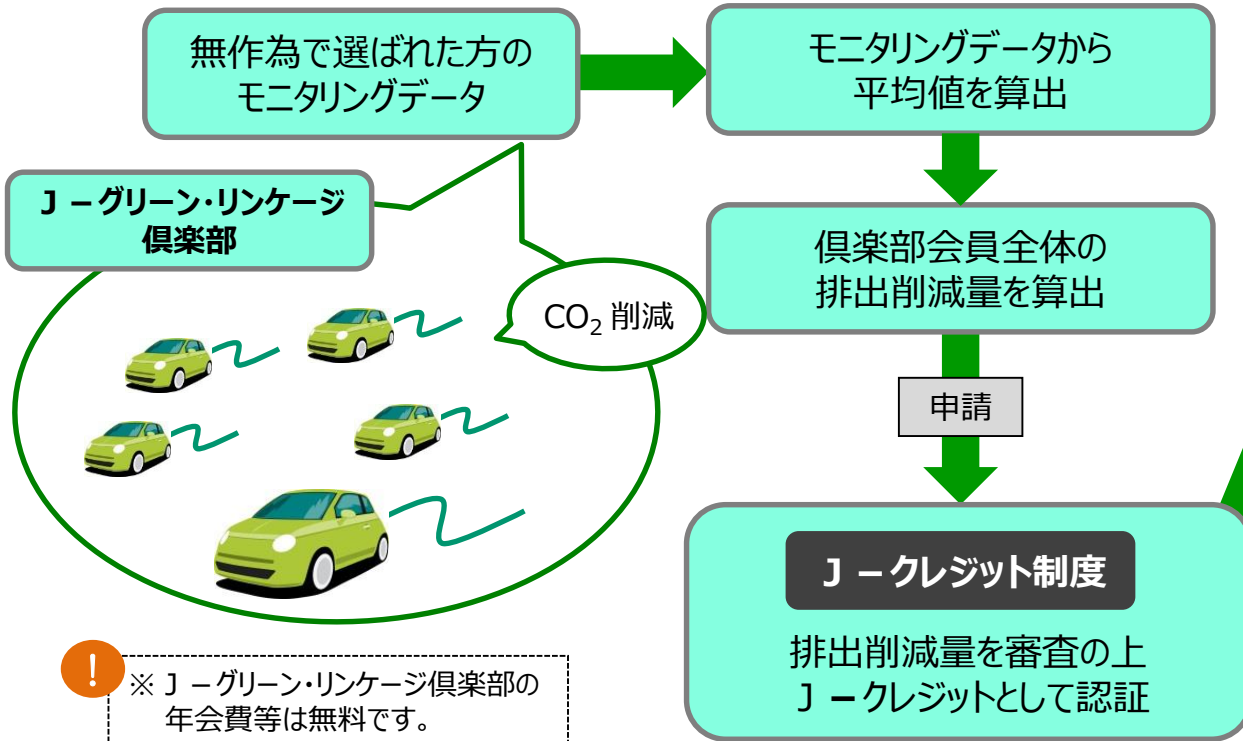 無作為で選ばれた方の
モニタリングデータ
モニタリングデータから
平均値を算出
J－グリーン・リンケージ
倶楽部
倶楽部会員全体の
排出削減量を算出
CO₂ 削減
申請
J－クレジット制度
排出削減量を審査の上
J－クレジットとして認証
!
※ J－グリーン・リンケージ倶楽部の
年会費等は無料です。